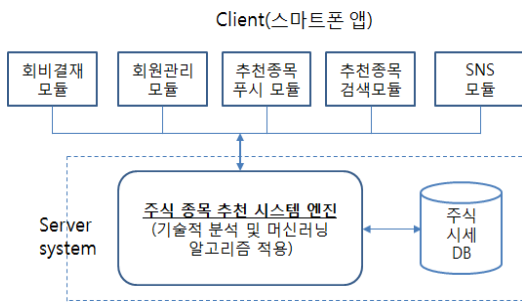 Client(스마트폰 앱)
회비결재
모듈
회원관리
모듈
추천종목
푸시 모듈
추천종목
검색모듈
SNS
모듈
Server
system
주식 종목 추천 시스템 엔진
(기술적 분석 및 머신러닝
알고리즘 적용)
주식
시세
DB